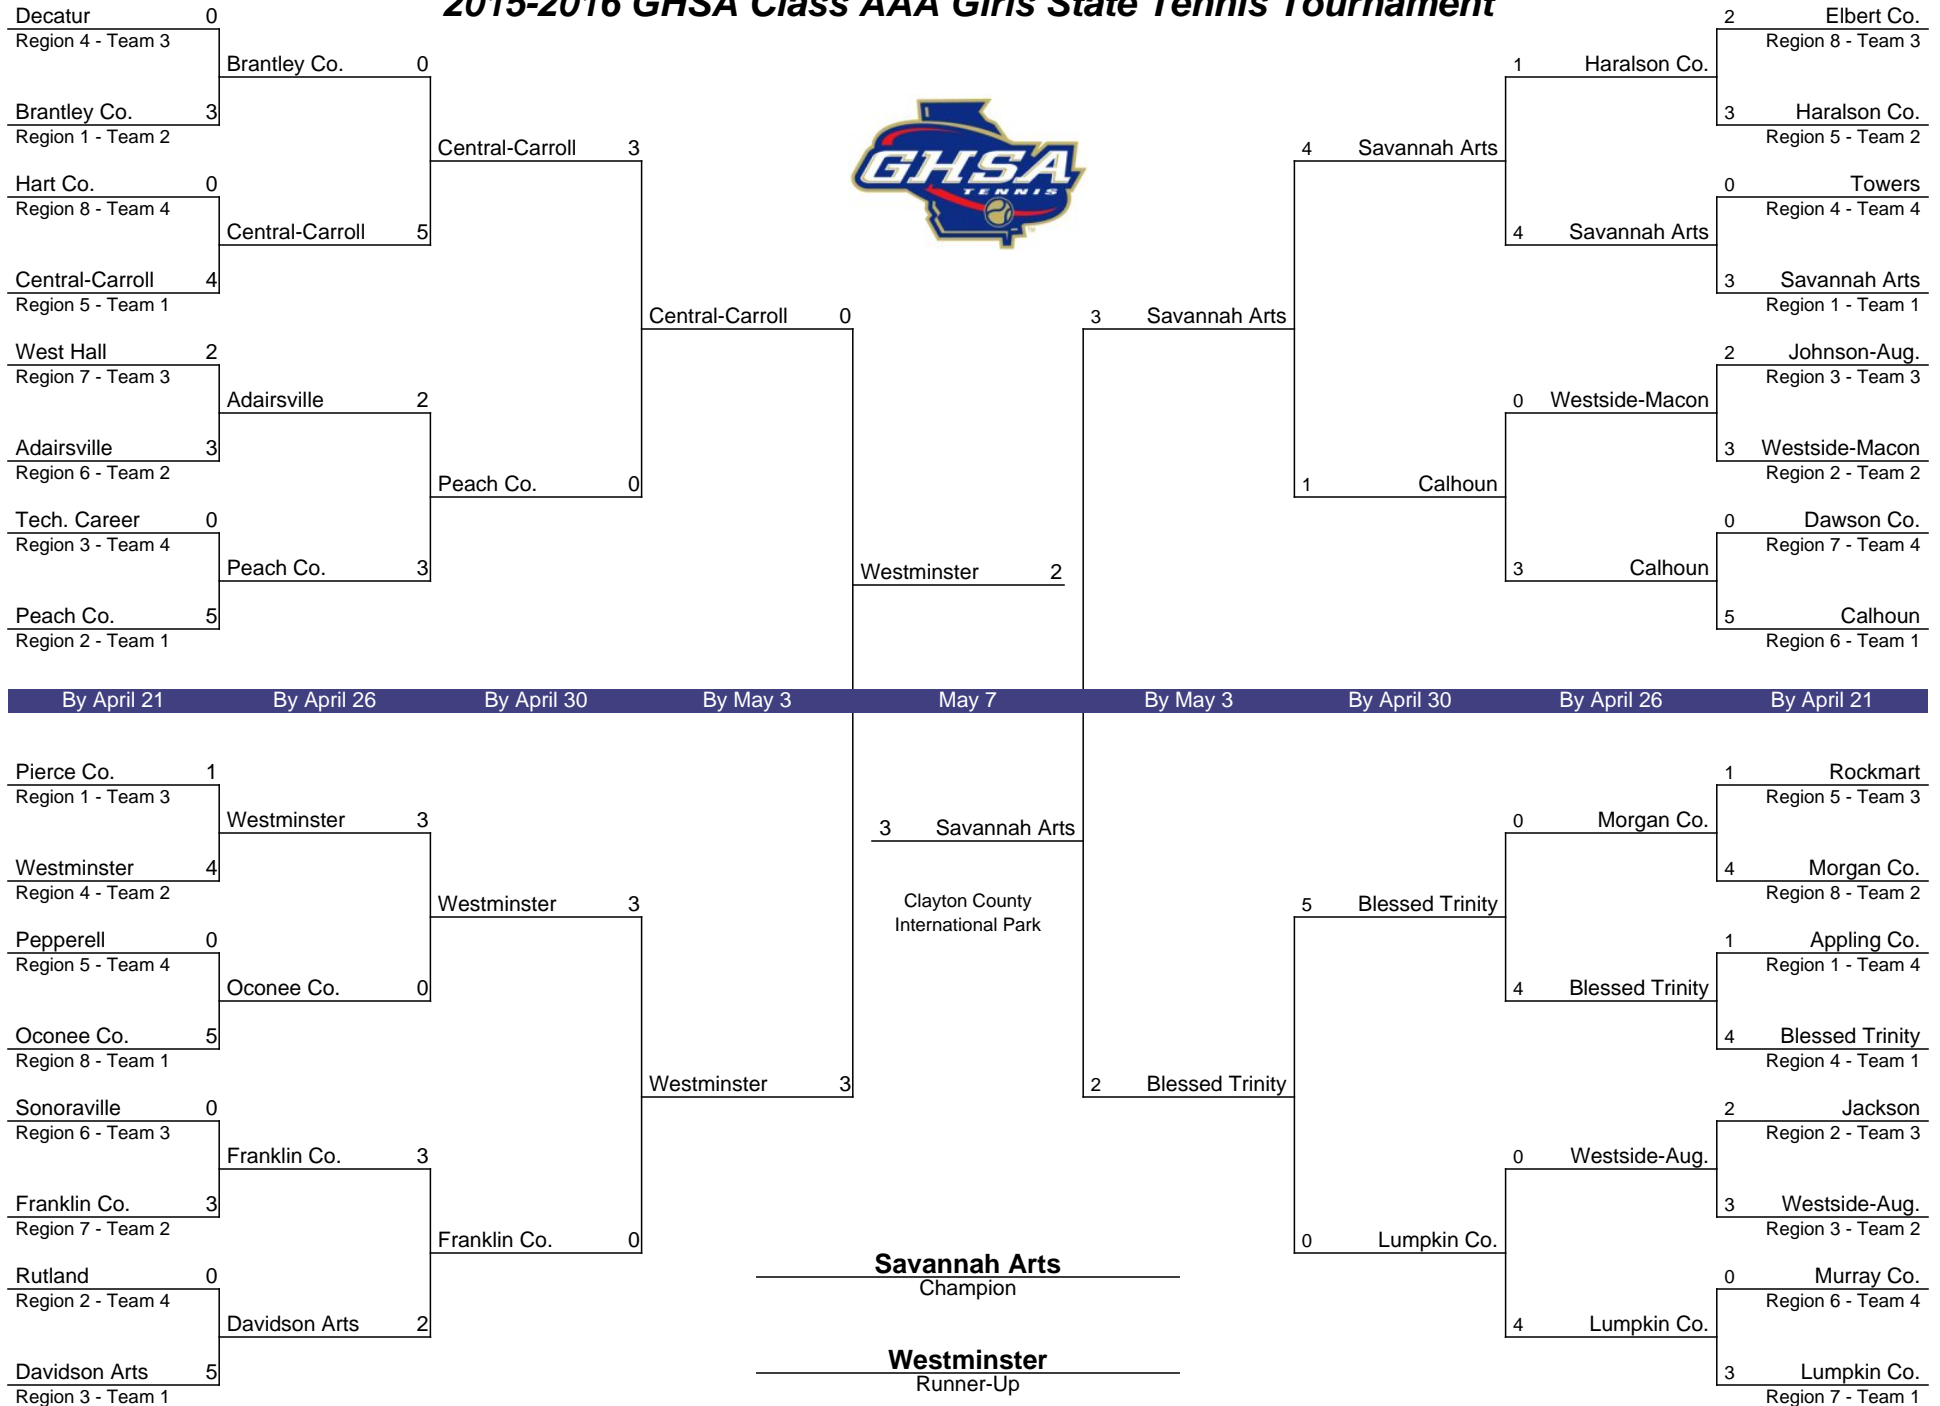 2015-2016 GHSA Class AAA Girls State Tennis Tournament
Decatur 0
Region 4 - Team 3
Brantley Co. 0
Brantley Co. 3
Region 1 - Team 2
Central-Carroll 3
Hart Co. 0
Region 8 - Team 4
Central-Carroll 5
Central-Carroll 4
Region 5 - Team 1
Central-Carroll 0
West Hall 2
Region 7 - Team 3
Adairsville 2
Adairsville 3
Region 6 - Team 2
Peach Co. 0
Tech. Career 0
Region 3 - Team 4
Peach Co. 3
Peach Co. 5
Region 2 - Team 1
Westminster 2
GHSA
TENNIS
2 Elbert Co.
Region 8 - Team 3
1 Haralson Co.
3 Haralson Co.
Region 5 - Team 2
4 Savannah Arts
0 Towers
Region 4 - Team 4
4 Savannah Arts
3 Savannah Arts
Region 1 - Team 1
3 Savannah Arts
2 Johnson-Aug.
Region 3 - Team 3
0 Westside-Macon
3 Westside-Macon
Region 2 - Team 2
1 Calhoun
0 Dawson Co.
Region 7 - Team 4
3 Calhoun
5 Calhoun
Region 6 - Team 1
By April 21 By April 26 By April 30 By May 3 May 7 By May 3 By April 30 By April 26 By April 21
Pierce Co. 1
Region 1 - Team 3
Westminster 3
Westminster 4
Region 4 - Team 2
Westminster 3
Pepperell 0
Region 5 - Team 4
Oconee Co. 0
Oconee Co. 5
Region 8 - Team 1
Westminster 3
Sonoraville 0
Region 6 - Team 3
Franklin Co. 3
Franklin Co. 3
Region 7 - Team 2
Franklin Co. 0
Rutland 0
Region 2 - Team 4
Davidson Arts 2
Davidson Arts 5
Region 3 - Team 1
3 Savannah Arts
Clayton County
International Park
1 Rockmart
Region 5 - Team 3
0 Morgan Co.
4 Morgan Co.
Region 8 - Team 2
5 Blessed Trinity
1 Appling Co.
Region 1 - Team 4
4 Blessed Trinity
4 Blessed Trinity
Region 4 - Team 1
2 Blessed Trinity
2 Jackson
Region 2 - Team 3
0 Westside-Aug.
3 Westside-Aug.
Region 3 - Team 2
0 Lumpkin Co.
0 Murray Co.
Region 6 - Team 4
4 Lumpkin Co.
3 Lumpkin Co.
Region 7 - Team 1
Savannah Arts
Champion
Westminster
Runner-Up